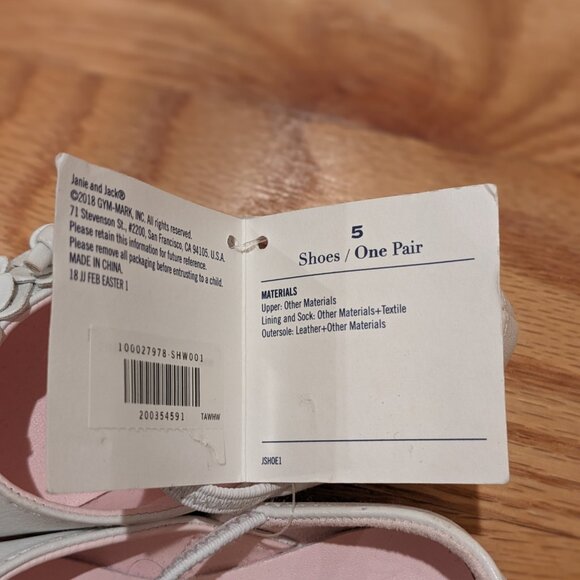 Janie and Jack®
©2018 GYM-MARK, INC. All rights reserved.
71 Stevenson St., #2200, San Francisco, CA 94105. U.S.A.
Please retain this information for future reference.
Please remove all packaging before entrusting to a child.
MADE IN CHINA.
18 JJ FEB EASTER 1
100027978-SHW001
200354591 TAWHW
5
Shoes / One Pair
MATERIALS
Upper: Other Materials
Lining and Sock: Other Materials+Textile
Outersole: Leather+Other Materials
JSHOE1